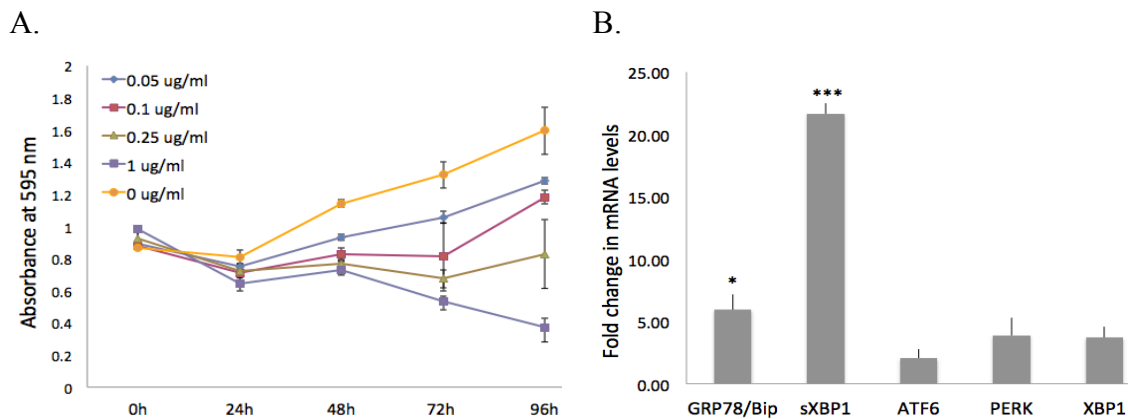 A.
Absorbance at 595 nm
2
1.8
1.6
1.4
1.2
1
0.8
0.6
0.4
0.2
0
0.05 ug/ml
0.1 ug/ml
0.25 ug/ml
1 ug/ml
0 ug/ml
0h 24h 48h 72h 96h
B.
Fold change in mRNA levels
25.00
20.00
15.00
10.00
5.00
0.00
*
***
GRP78/Bip sXBP1 ATF6 PERK XBP1